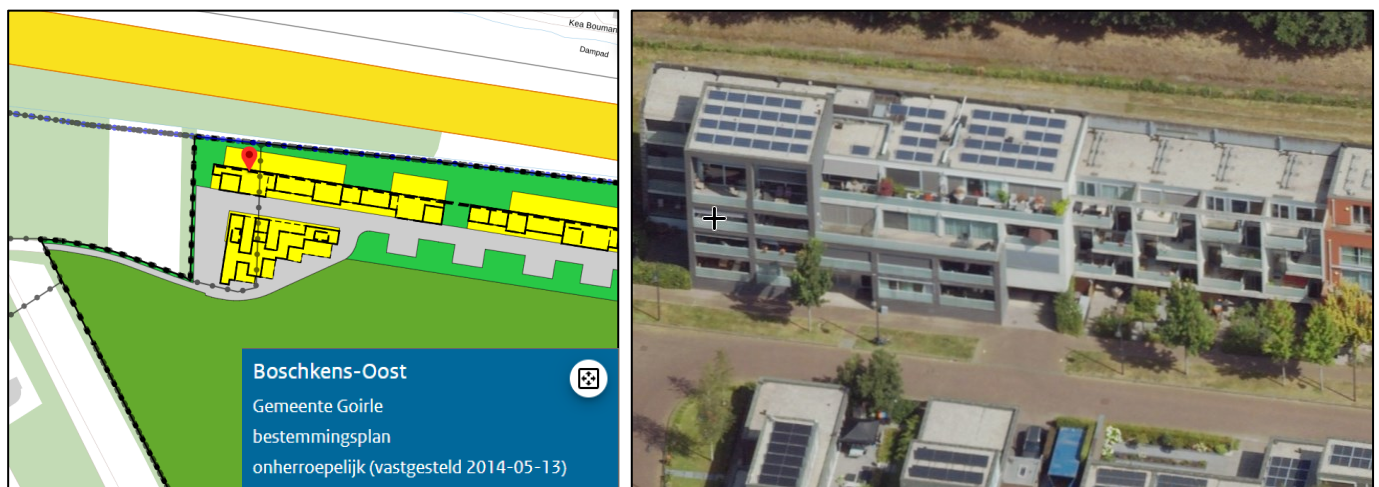 Kea Bouman
Dampad
Boschkens-Oost
Gemeente Goirle
bestemmingsplan
onherroepelijk (vastgesteld 2014-05-13)